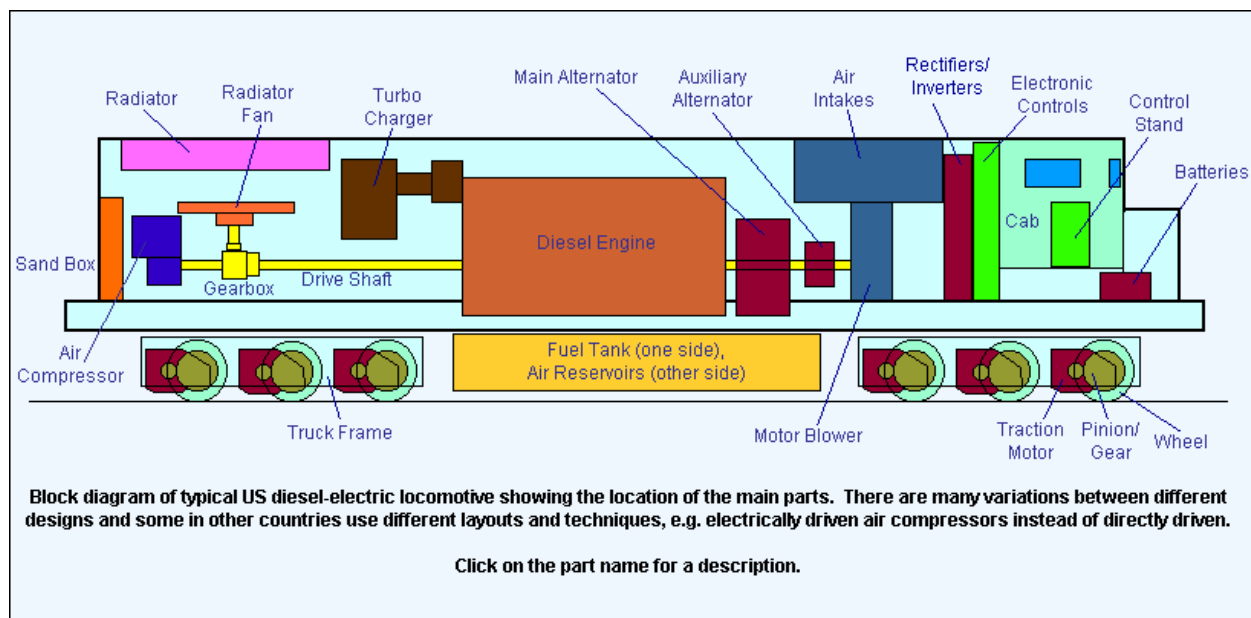 Main Alternator
Auxiliary
Alternator
Air
Intakes
Rectifiers/
Inverters
Electronic
Controls
Control
Stand
Batteries
Radiator
Radiator
Fan
Turbo
Charger
Diesel Engine
Cab
Sand Box
Gearbox
Drive Shaft
Air
Compressor
Fuel Tank (one side),
Air Reservoirs (other side)
Truck Frame
Motor Blower
Traction
Motor
Pinion/
Gear
Wheel
Block diagram of typical US diesel-electric locomotive showing the location of the main parts.  There are many variations between different
designs and some in other countries use different layouts and techniques, e.g. electrically driven air compressors instead of directly driven.
Click on the part name for a description.